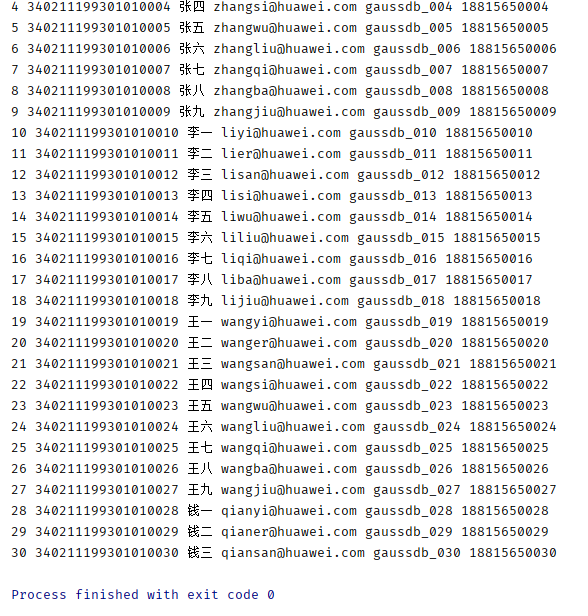 4 340211199301010004 张四 zhangsi@huawei.com gaussdb_004 18815650004
5 340211199301010005 张五 zhangwu@huawei.com gaussdb_005 18815650005
6 340211199301010006 张六 zhangliu@huawei.com gaussdb_006 18815650006
7 340211199301010007 张七 zhangqi@huawei.com gaussdb_007 18815650007
8 340211199301010008 张八 zhangba@huawei.com gaussdb_008 18815650008
9 340211199301010009 张九 zhangjiu@huawei.com gaussdb_009 18815650009
10 340211199301010010 李一 liyi@huawei.com gaussdb_010 18815650010
11 340211199301010011 李二 lier@huawei.com gaussdb_011 18815650011
12 340211199301010012 李三 lisan@huawei.com gaussdb_012 18815650012
13 340211199301010013 李四 lisi@huawei.com gaussdb_013 18815650013
14 340211199301010014 李五 liwu@huawei.com gaussdb_014 18815650014
15 340211199301010015 李六 liliu@huawei.com gaussdb_015 18815650015
16 340211199301010016 李七 liqi@huawei.com gaussdb_016 18815650016
17 340211199301010017 李八 liba@huawei.com gaussdb_017 18815650017
18 340211199301010018 李九 lijiu@huawei.com gaussdb_018 18815650018
19 340211199301010019 王一 wangyi@huawei.com gaussdb_019 18815650019
20 340211199301010020 王二 wanger@huawei.com gaussdb_020 18815650020
21 340211199301010021 王三 wangsan@huawei.com gaussdb_021 18815650021
22 340211199301010022 王四 wangsi@huawei.com gaussdb_022 18815650022
23 340211199301010023 王五 wangwu@huawei.com gaussdb_023 18815650023
24 340211199301010024 王六 wangliu@huawei.com gaussdb_024 18815650024
25 340211199301010025 王七 wangqi@huawei.com gaussdb_025 18815650025
26 340211199301010026 王八 wangba@huawei.com gaussdb_026 18815650026
27 340211199301010027 王九 wangjiu@huawei.com gaussdb_027 18815650027
28 340211199301010028 钱一 qianyi@huawei.com gaussdb_028 18815650028
29 340211199301010029 钱二 qianer@huawei.com gaussdb_029 18815650029
30 340211199301010030 钱三 qiansan@huawei.com gaussdb_030 18815650030
Process finished with exit code 0